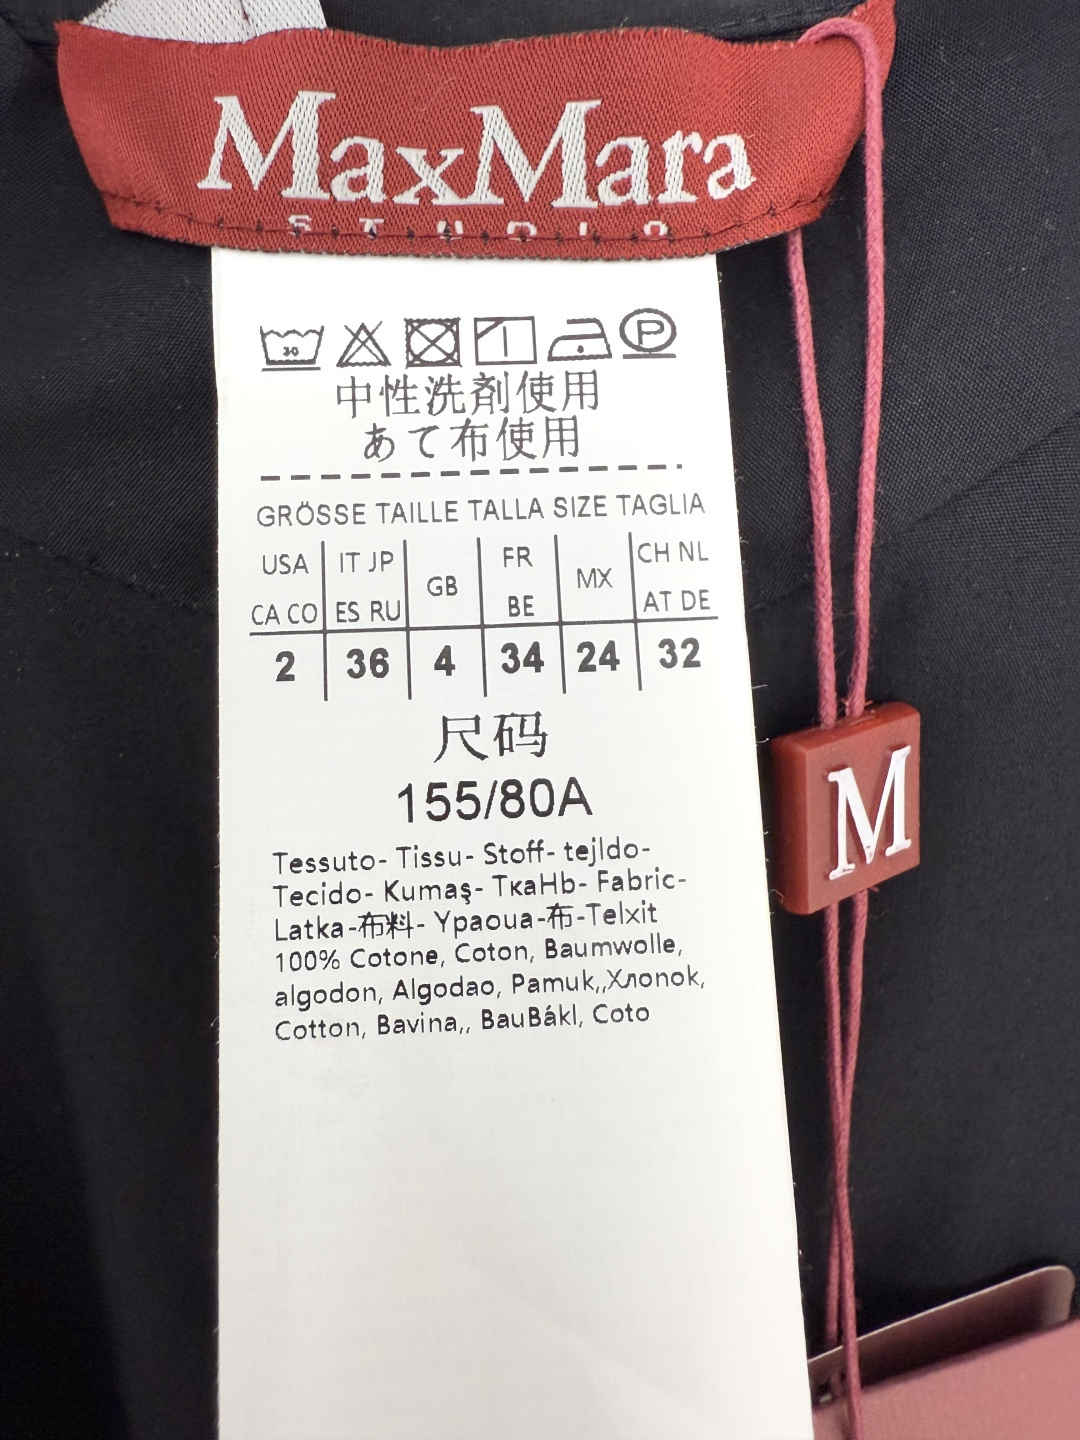 MaxMara
STUDIO
30
P
中性洗剤使用
あて布使用
GRÖSSE TAILLE TALLA SIZE TAGLIA
USA IT JP GB FR MX CH NL
CA CO ES RU BE AT DE
2 36 4 34 24 32
尺码
155/80A
Tessuto- Tissu- Stoff- tejldo-
Tecido- Kumaş- TкaHb- Fabric-
Latka-布料- Ypaoua-布-Telxit
100% Cotone, Coton, Baumwolle,
algodon, Algodao, Pamuk,,Хлопok,
Cotton, Bavina,, BauBákl, Coto
M